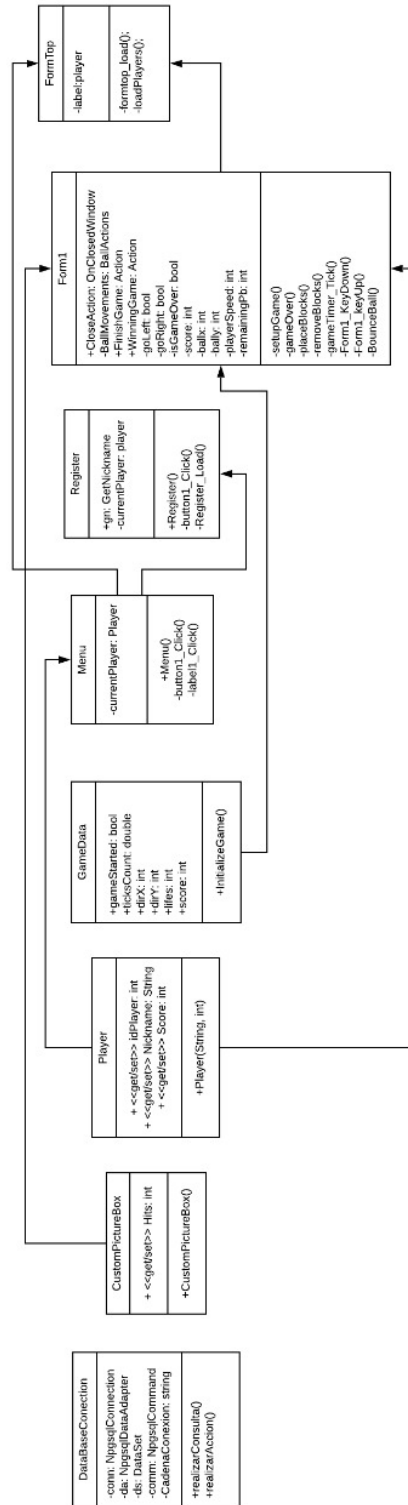 DataBaseConection
-conn: NpgsqlConnection
-da: NpgsqlDataAdapter
-ds: DataSet
-comm: NpgsqlCommand
-CadenaConexion: string
+realizarConsulta()
+realizarAccion()
CustomPictureBox
+ <<get/set>> Hits: int
+CustomPictureBox()
Player
+ <<get/set>> idPlayer: int
+ <<get/set>> Nickname: String
+ <<get/set>> Score: int
+Player(String, int)
GameData
+gameStarted: bool
+ticksCount: double
+dirX: int
+dirY: int
+lifes: int
+score: int
+InitializeGame()
Menu
-currentPlayer: Player
+Menu()
-button1_Click()
-label1_Click()
Register
+gn: GetNickname
-currentPlayer: player
+Register()
-button1_Click()
-Register_Load()
Form1
+CloseAction: OnClosedWindow
-BallMovements: BallActions
+FinishGame: Action
+WinningGame: Action
-goLeft: bool
-goRight: bool
-isGameOver: bool
-score: int
-ballx: int
-bally: int
-playerSpeed: int
-remainingPb: int
-setupGame()
-gameOver()
-placeBlocks()
-removeBlocks()
-gameTimer_Tick()
-Form1_KeyDown()
-Form1_keyUp()
-BounceBall()
FormTop
-label:player
-formtop_load();
-loadPlayers();